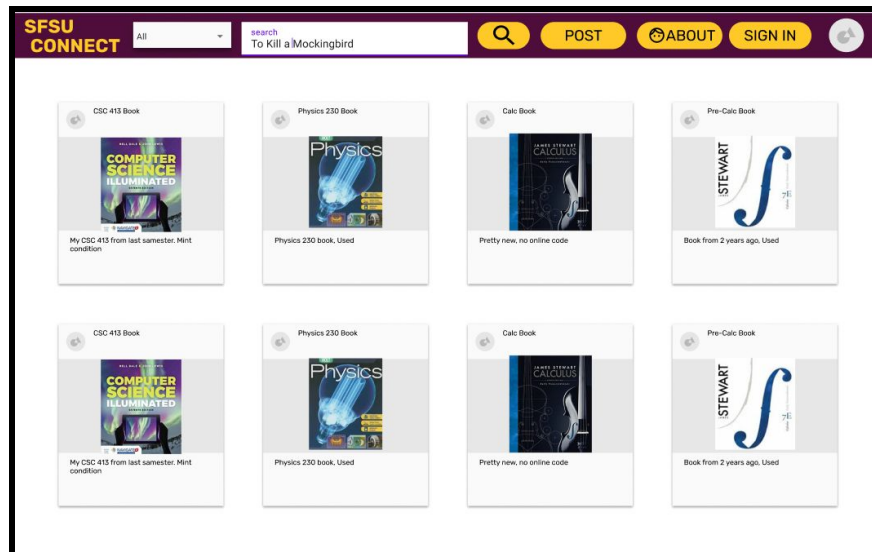 SFSU
CONNECT
All
search
To Kill a Mockingbird
POST
ABOUT
SIGN IN
CSC 413 Book
Physics 230 Book
Calc Book
Pre-Calc Book
COMPUTER
SCIENCE
ILLUMINATED
Physics
JAMES STEWART
CALCULUS
STEWART
7E
My CSC 413 from last samester. Mint
condition
Physics 230 book, Used
Pretty new, no online code
Book from 2 years ago, Used
CSC 413 Book
Physics 230 Book
Calc Book
Pre-Calc Book
COMPUTER
SCIENCE
ILLUMINATED
Physics
JAMES STEWART
CALCULUS
STEWART
7E
My CSC 413 from last samester. Mint
condition
Physics 230 book, Used
Pretty new, no online code
Book from 2 years ago, Used